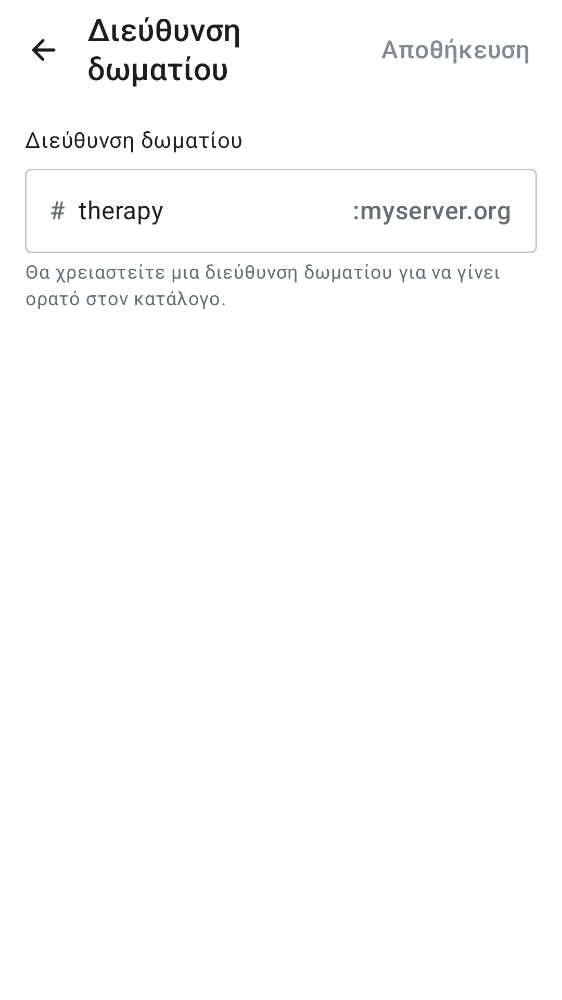 Διεύθυνση
δωματίου
Αποθήκευση
Διεύθυνση δωματίου
# therapy :myserver.org
Θα χρειαστείτε μια διεύθυνση δωματίου για να γίνει
ορατό στον κατάλογο.